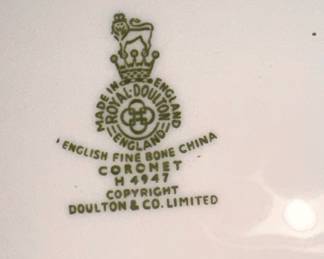 MADE IN ENGLAND
ROYAL·DOULTON
ENGLAND
ENGLISH FINE BONE CHINA
CORONET
H 4947
COPYRIGHT
DOULTON & CO. LIMITED